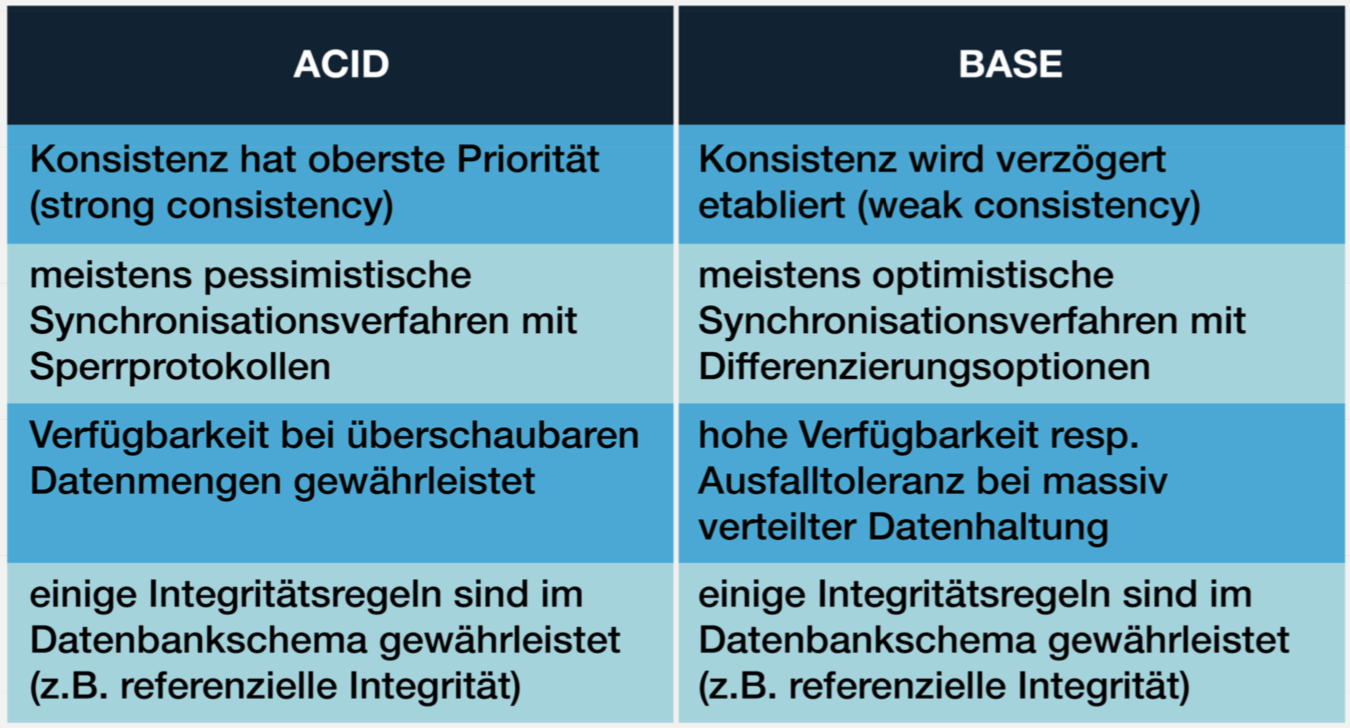 ACID
BASE
Konsistenz hat oberste Priorität
(strong consistency)
Konsistenz wird verzögert
etabliert (weak consistency)
meistens pessimistische
Synchronisationsverfahren mit
Sperrprotokollen
meistens optimistische
Synchronisationsverfahren mit
Differenzierungsoptionen
Verfügbarkeit bei überschaubaren
Datenmengen gewährleistet
hohe Verfügbarkeit resp.
Ausfalltoleranz bei massiv
verteilter Datenhaltung
einige Integritätsregeln sind im
Datenbankschema gewährleistet
(z.B. referenzielle Integrität)
einige Integritätsregeln sind im
Datenbankschema gewährleistet
(z.B. referenzielle Integrität)